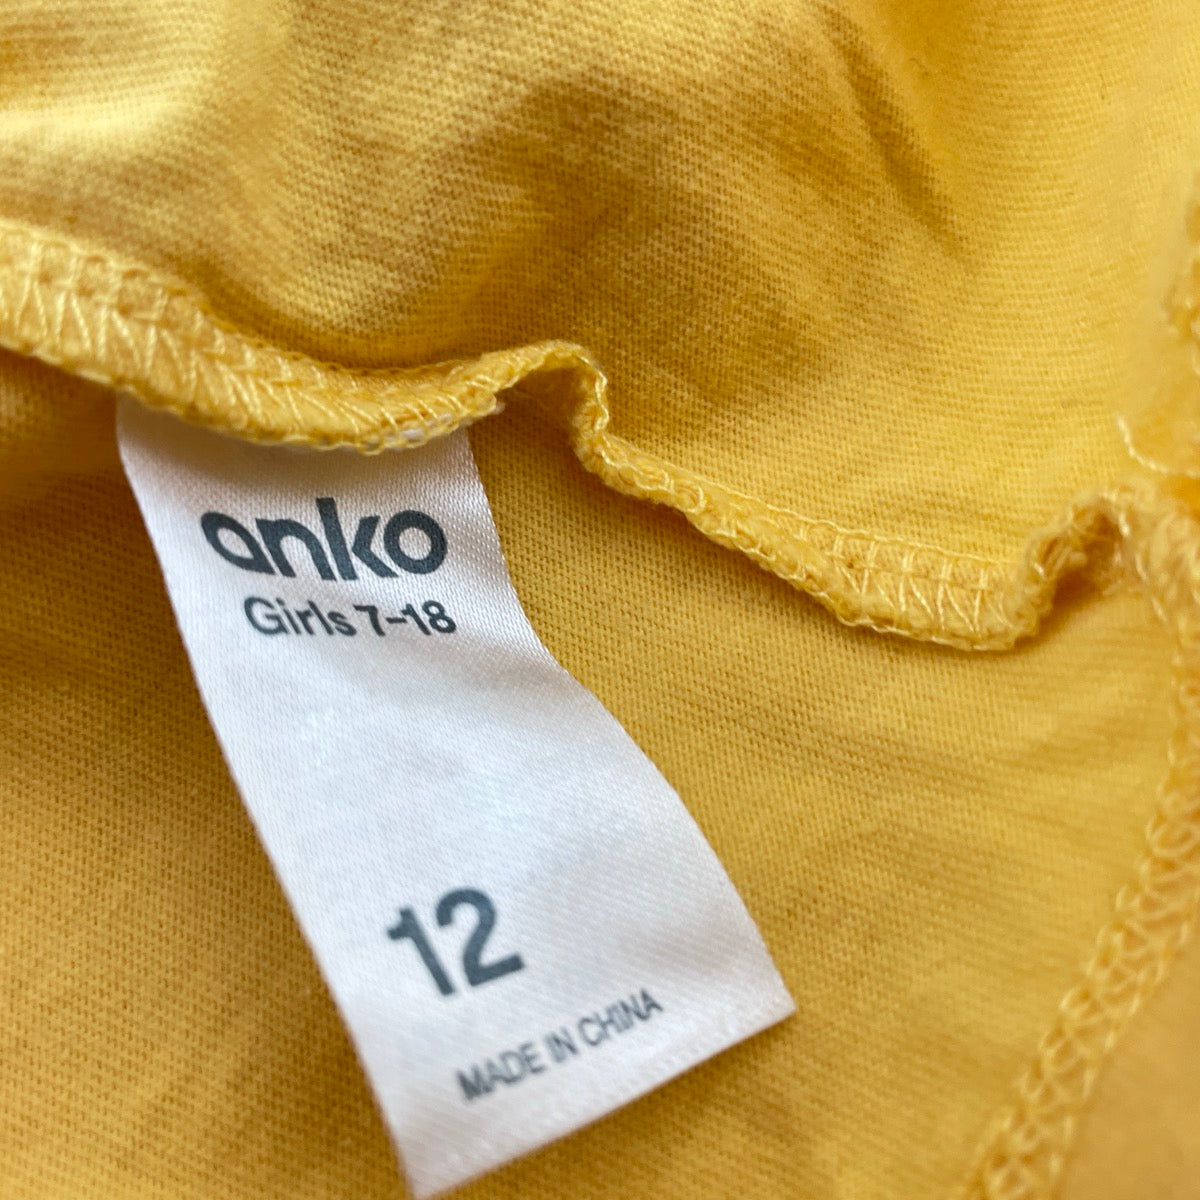 anko
Girls 7-18
12
MADE IN CHINA